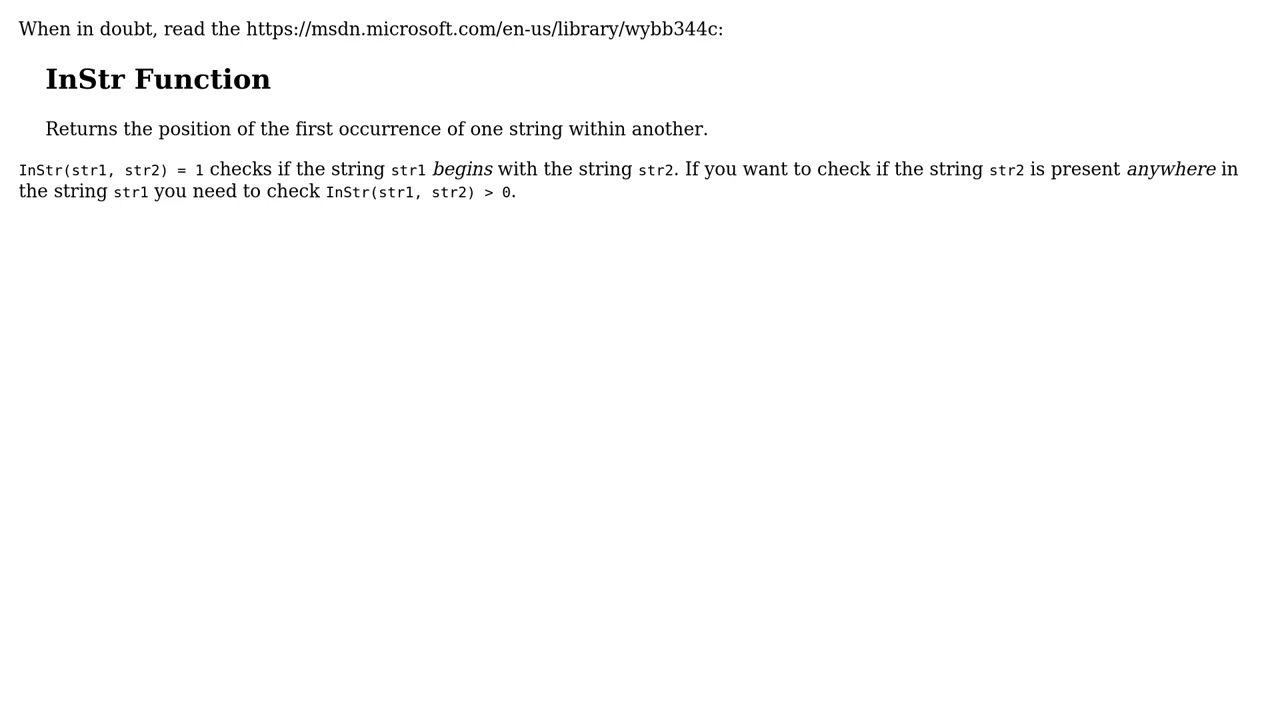 When in doubt, read the https://msdn.microsoft.com/en-us/library/wybb344c:
InStr Function
Returns the position of the first occurrence of one string within another.
InStr(str1, str2) = 1 checks if the string str1 begins with the string str2. If you want to check if the string str2 is present anywhere in
the string str1 you need to check InStr(str1, str2) > 0.